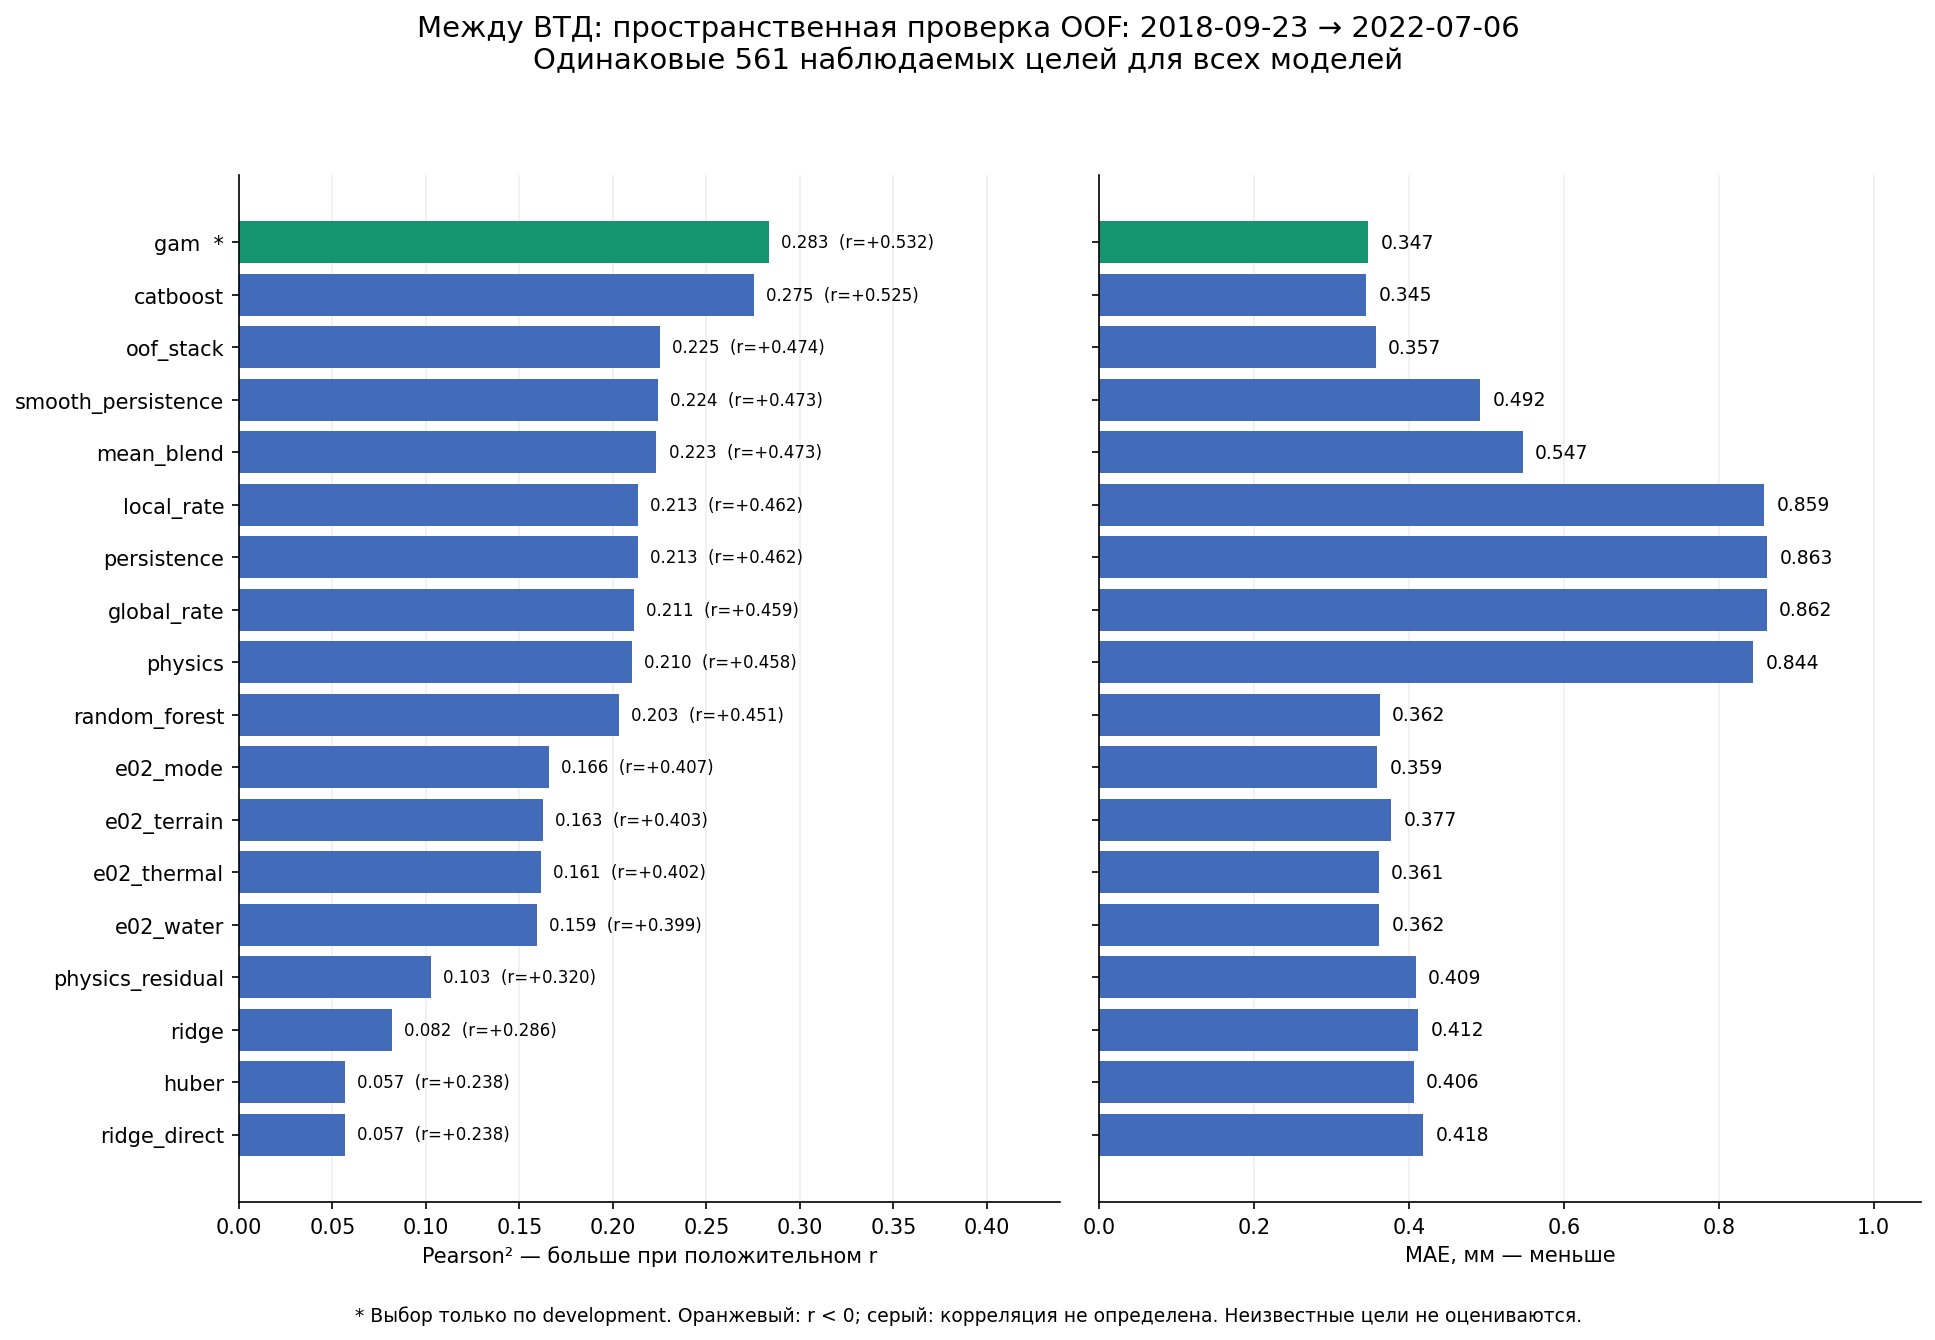 Между ВТД: пространственная проверка OOF: 2018-09-23 → 2022-07-06
Одинаковые 561 наблюдаемых целей для всех моделей
gam * 0.283 (r=+0.532) 0.347
catboost 0.275 (r=+0.525) 0.345
oof_stack 0.225 (r=+0.474) 0.357
smooth_persistence 0.224 (r=+0.473) 0.492
mean_blend 0.223 (r=+0.473) 0.547
local_rate 0.213 (r=+0.462) 0.859
persistence 0.213 (r=+0.462) 0.863
global_rate 0.211 (r=+0.459) 0.862
physics 0.210 (r=+0.458) 0.844
random_forest 0.203 (r=+0.451) 0.362
e02_mode 0.166 (r=+0.407) 0.359
e02_terrain 0.163 (r=+0.403) 0.377
e02_thermal 0.161 (r=+0.402) 0.361
e02_water 0.159 (r=+0.399) 0.362
physics_residual 0.103 (r=+0.320) 0.409
ridge 0.082 (r=+0.286) 0.412
huber 0.057 (r=+0.238) 0.406
ridge_direct 0.057 (r=+0.238) 0.418
0.00 0.05 0.10 0.15 0.20 0.25 0.30 0.35 0.40 0.0 0.2 0.4 0.6 0.8 1.0
Pearson² — больше при положительном r MAE, мм — меньше
* Выбор только по development. Оранжевый: r < 0; серый: корреляция не определена. Неизвестные цели не оцениваются.